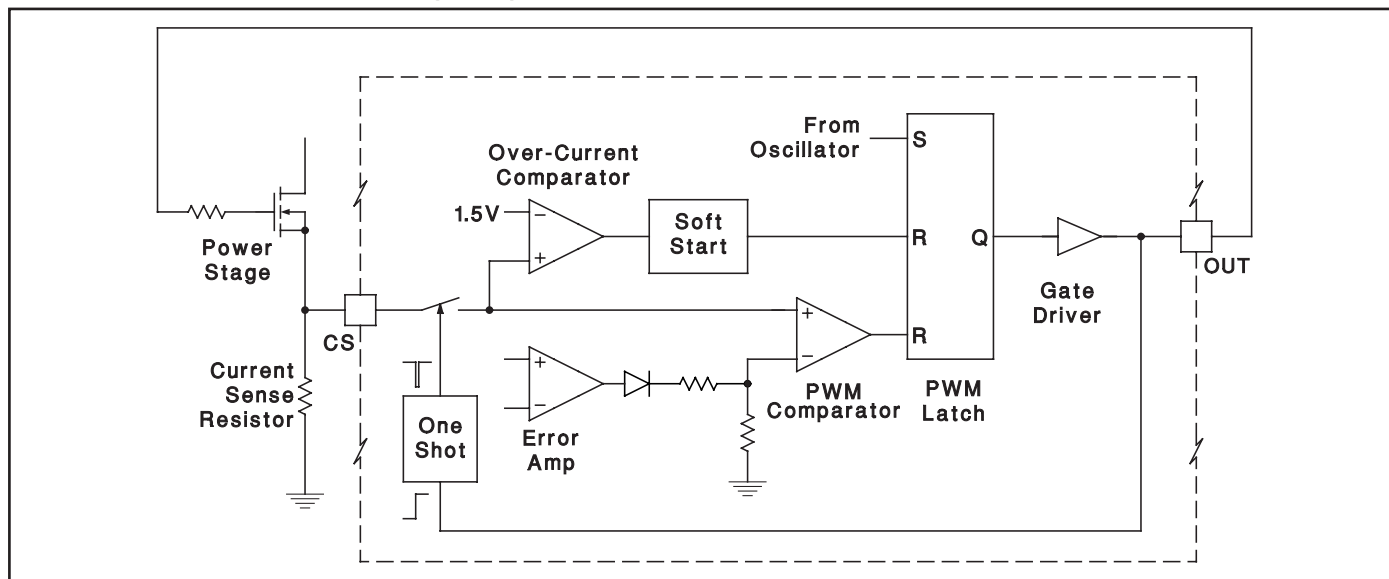 From
Oscillator
S
Over-Current
Comparator
1.5V
−
+
Soft
Start
R
Q
Power
Stage
OUT
Gate
Driver
CS
+
−
R
Current
Sense
Resistor
One
Shot
+
−
Error
Amp
PWM
Comparator
PWM
Latch